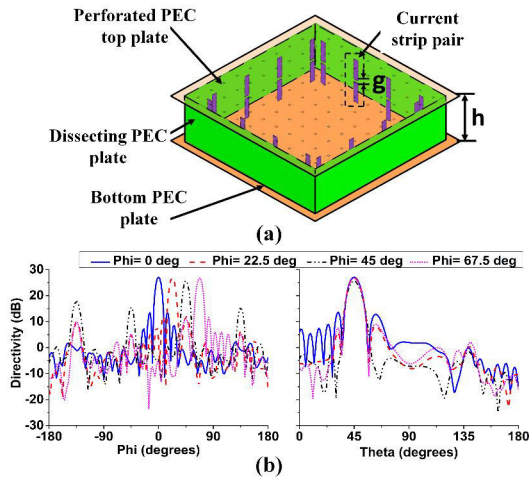 Perforated PEC
top plate
Current
strip pair
g
h
Dissecting PEC
plate
Bottom PEC
plate
(a)
Phi= 0 deg
Phi= 22.5 deg
Phi= 45 deg
Phi= 67.5 deg
30
20
10
0
-10
-20
-30
Directivity (dB)
-180 -90 0 90 180
Phi (degrees)
0 45 90 135 180
Theta (degrees)
(b)